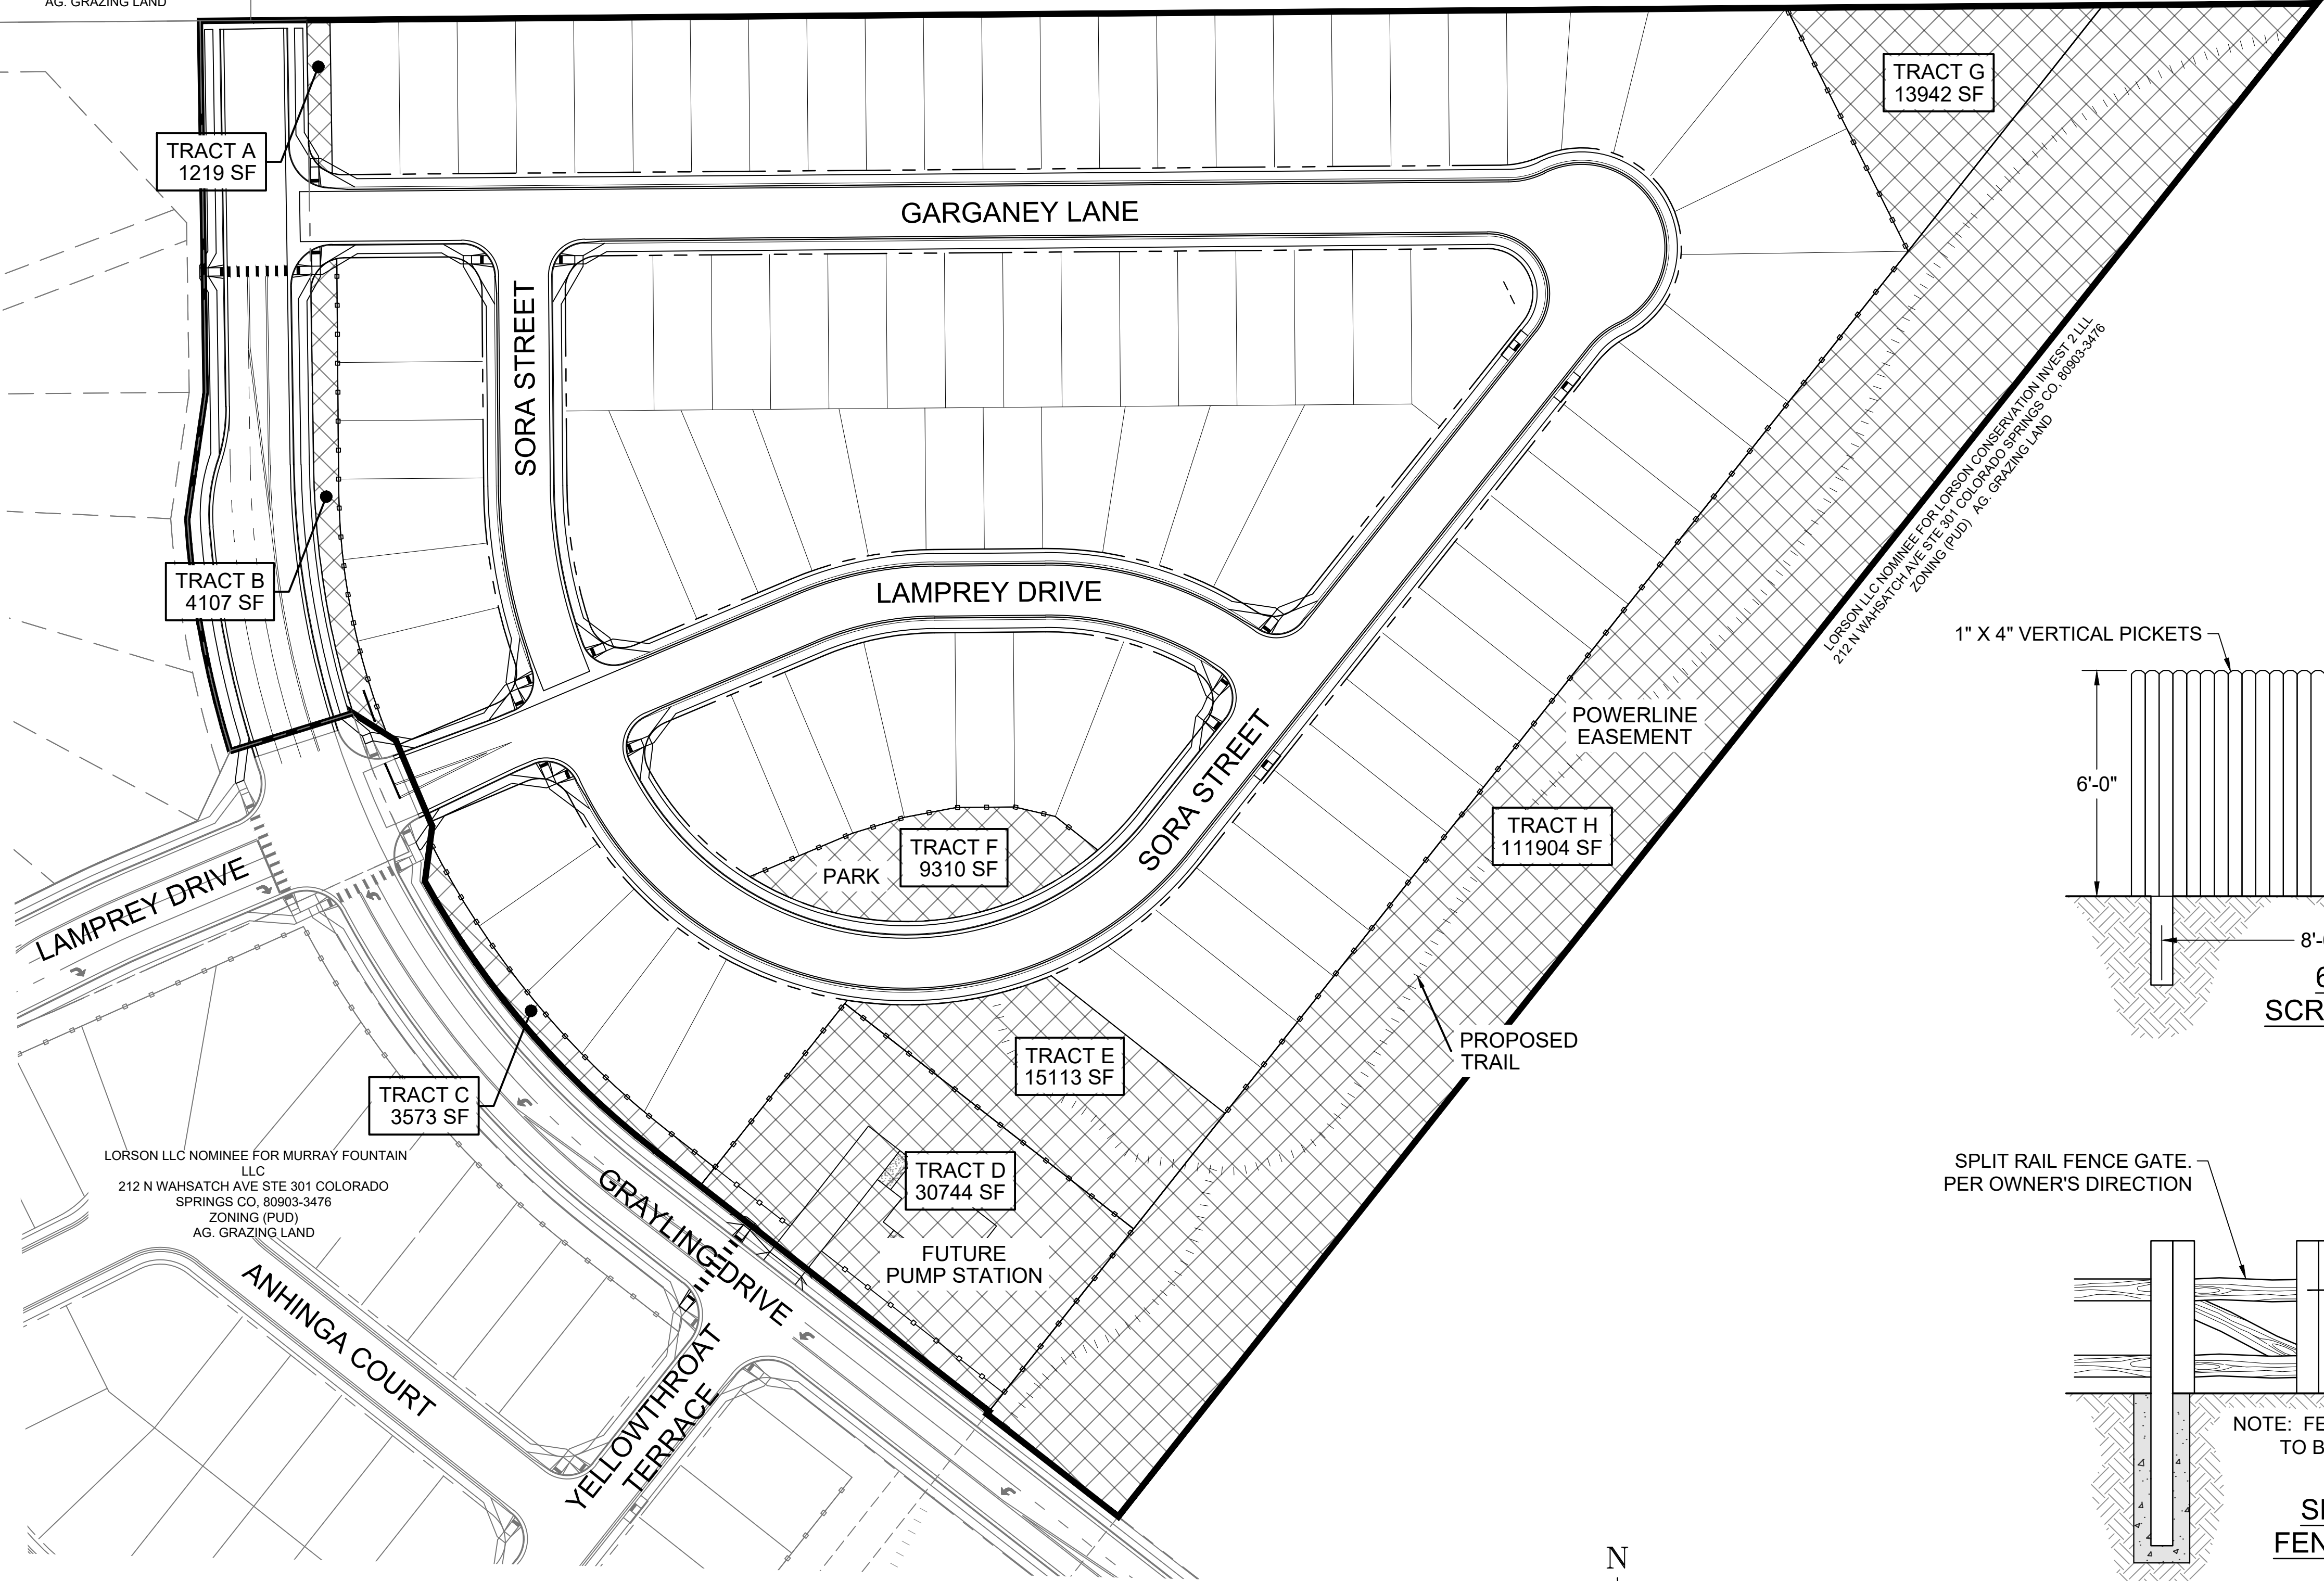 AG. GRAZING LAND
TRACT G
13942 SF
TRACT A
1219 SF
GARGANEY LANE
SORA STREET
LORSON LLC NOMINEE FOR LORSON CONSERVATION INVEST 2 LLL
212 N WAHSATCH AVE STE 301 COLORADO SPRINGS CO, 80903-3476
ZONING (PUD) AG. GRAZING LAND
TRACT B
4107 SF
LAMPREY DRIVE
1" X 4" VERTICAL PICKETS
6'-0"
POWERLINE
EASEMENT
SORA STREET
TRACT H
111904 SF
TRACT F
9310 SF
PARK
LAMPREY DRIVE
8'-
6
SCR
PROPOSED
TRAIL
TRACT E
15113 SF
TRACT C
3573 SF
LORSON LLC NOMINEE FOR MURRAY FOUNTAIN
LLC
212 N WAHSATCH AVE STE 301 COLORADO
SPRINGS CO, 80903-3476
ZONING (PUD)
AG. GRAZING LAND
TRACT D
30744 SF
GRAYLING DRIVE
FUTURE
PUMP STATION
SPLIT RAIL FENCE GATE.
PER OWNER'S DIRECTION
ANHINGA COURT
YELLOWTHROAT
TERRACE
NOTE: FE
TO B
FEN
N